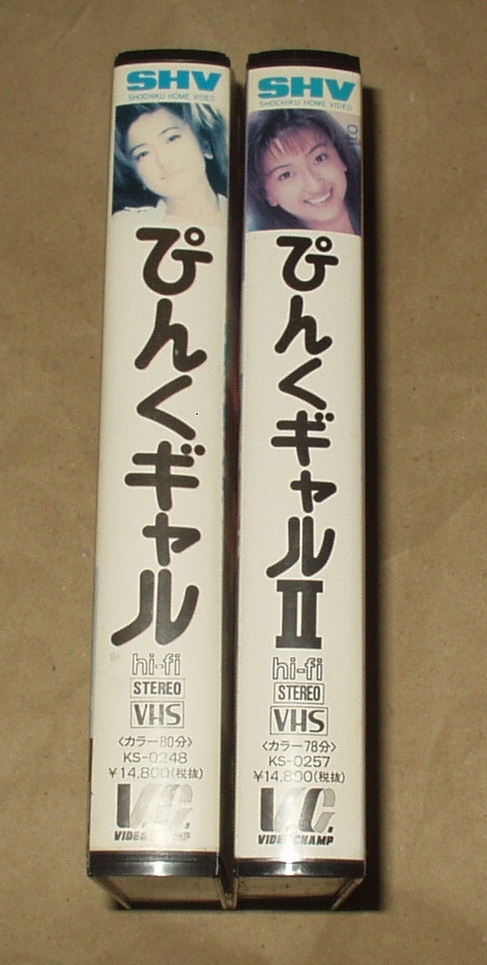 SHV
SHOCHIKU HOME VIDEO
ぴんくギャル
hi-fi
STEREO
VHS
〈カラー80分〉
KS-0248
¥14,800(税抜)
V.C.
VIDEO CHAMP
SHV
SHOCHIKU HOME VIDEO
ぴんくギャルⅡ
hi-fi
STEREO
VHS
〈カラー78分〉
KS-0257
¥14,800(税抜)
V.C.
VIDEO CHAMP